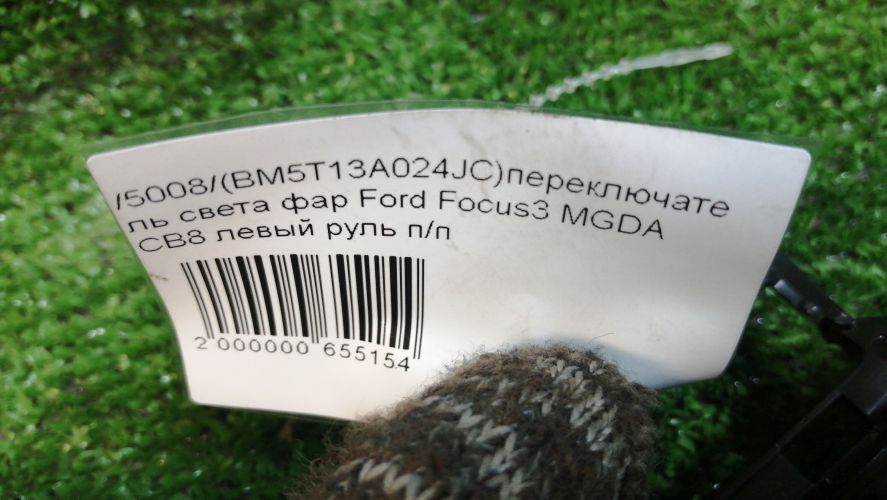 /5008/(BM5T13A024JC)переключате
ль света фар Ford Focus3 MGDA
CB8 левый руль п/п
2 000000 655154